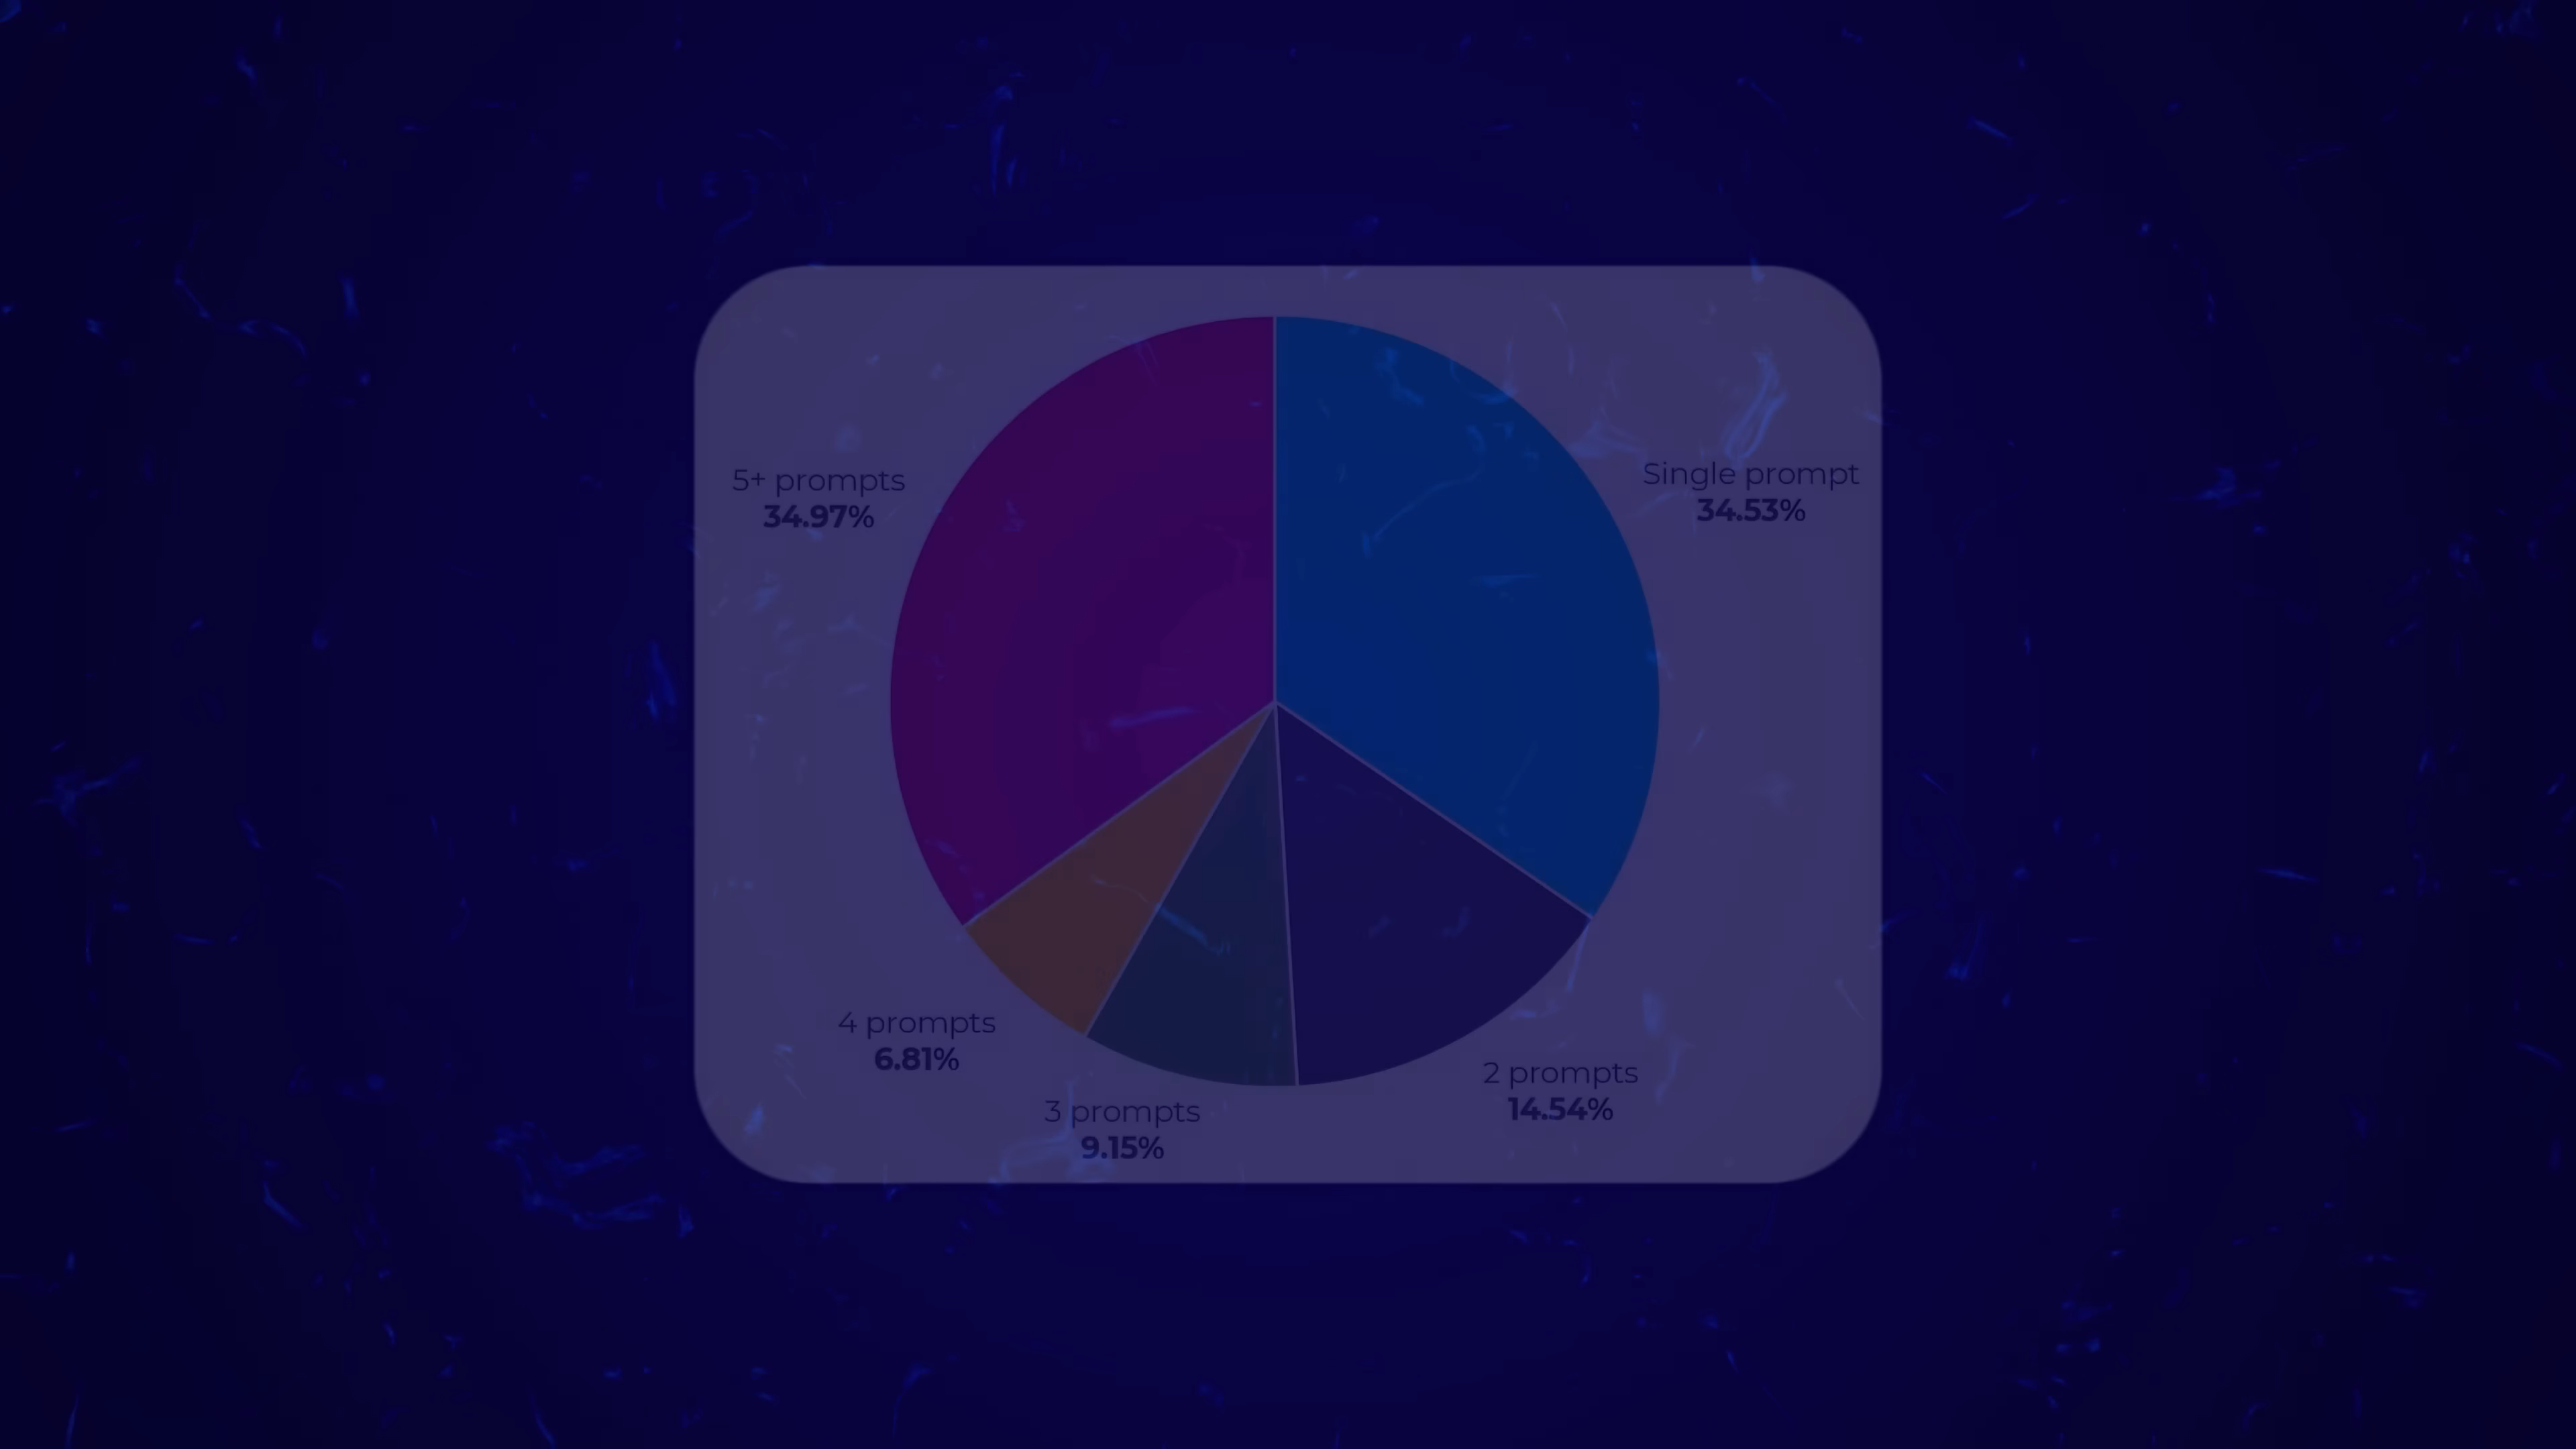 Single prompt
34.53%
2 prompts
14.54%
3 prompts
9.15%
4 prompts
6.81%
5+ prompts
34.97%